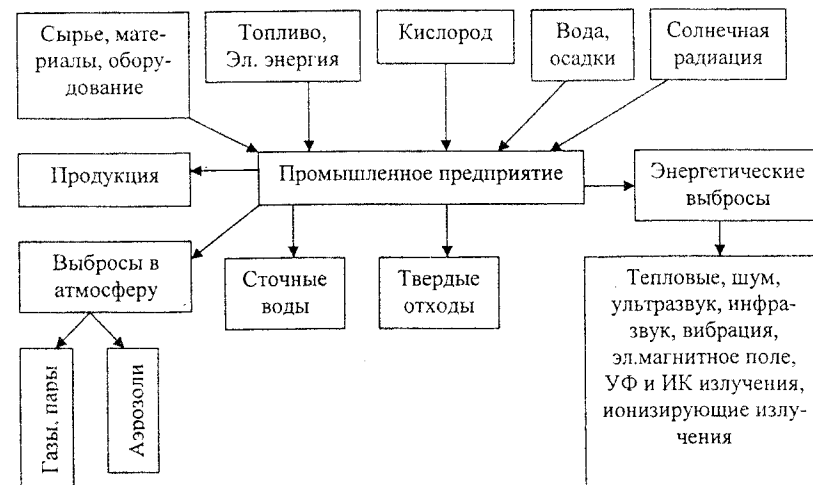 Сырье, мате-
риалы, обору-
дование
Топливо,
Эл. энергия
Кислород
Вода,
осадки
Солнечная
радиация
Продукция
Промышленное предприятие
Энергетические
выбросы
Выбросы в
атмосферу
Сточные
воды
Твердые
отходы
Тепловые, шум,
ультразвук, инфра-
звук, вибрация,
эл.магнитное поле,
УФ и ИК излучения,
ионизирующие излу-
чения
Газы, пары
Аэрозоли